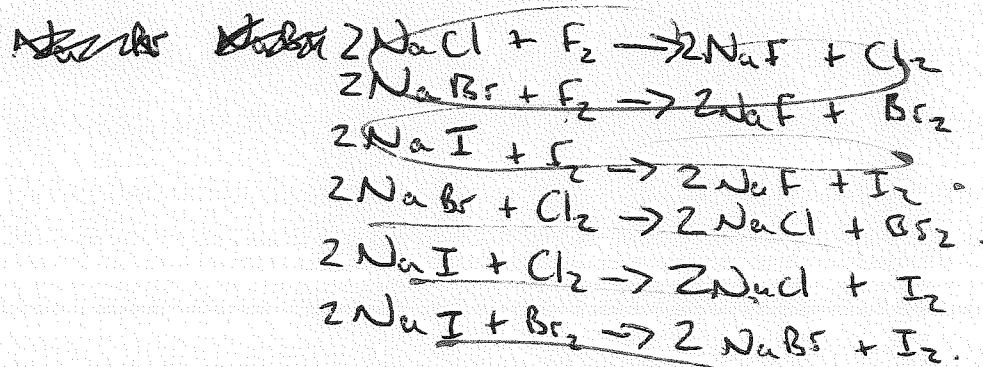 2NaCl + F₂ → 2NaF + Cl₂
2NaBr + F₂ → 2NaF + Br₂
2NaI + F₂ → 2NaF + I₂.
2NaBr + Cl₂ → 2NaCl + Br₂.
2NaI + Cl₂ → 2NaCl + I₂
2NaI + Br₂ → 2NaBr + I₂.